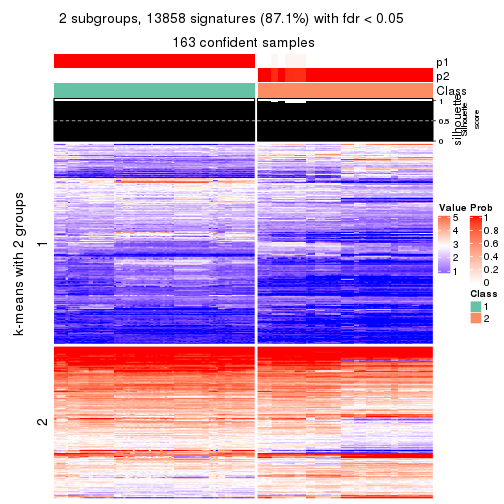 2 subgroups, 13858 signatures (87.1%) with fdr < 0.05
163 confident samples
p1
p2
Class
1
0.5
0
silhouette
Silhouette
score
k-means with 2 groups
1
2
Value
5
4
3
2
1
Prob
1
0.8
0.6
0.4
0.2
0
Class
1
2